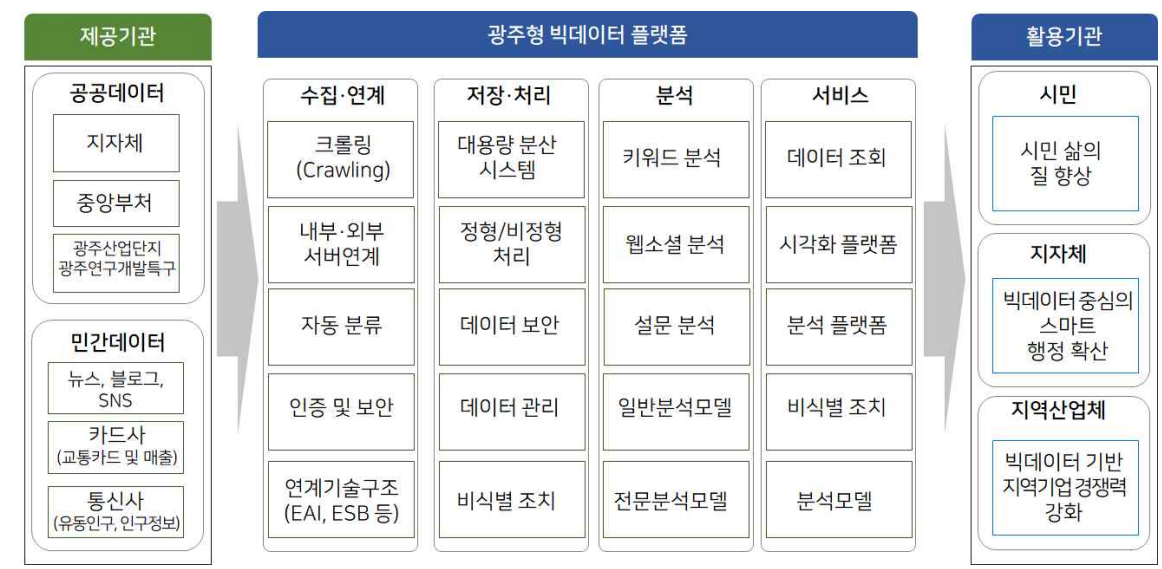 제공기관
공공데이터
지자체
중앙부처
광주산업단지
광주연구개발특구
민간데이터
뉴스, 블로그,
SNS
카드사
(교통카드 및 매출)
통신사
(유동인구, 인구정보)
광주형 빅데이터 플랫폼
수집·연계
크롤링
(Crawling)
내부·외부
서버연계
자동 분류
인증 및 보안
연계기술구조
(EAI, ESB 등)
저장·처리
대용량 분산
시스템
정형/비정형
처리
데이터 보안
데이터 관리
비식별 조치
분석
키워드 분석
웹소셜 분석
설문 분석
일반분석모델
전문분석모델
서비스
데이터 조회
시각화 플랫폼
분석 플랫폼
비식별 조치
분석모델
활용기관
시민
시민 삶의
질 향상
지자체
빅데이터 중심의
스마트
행정 확산
지역산업체
빅데이터 기반
지역기업 경쟁력
강화